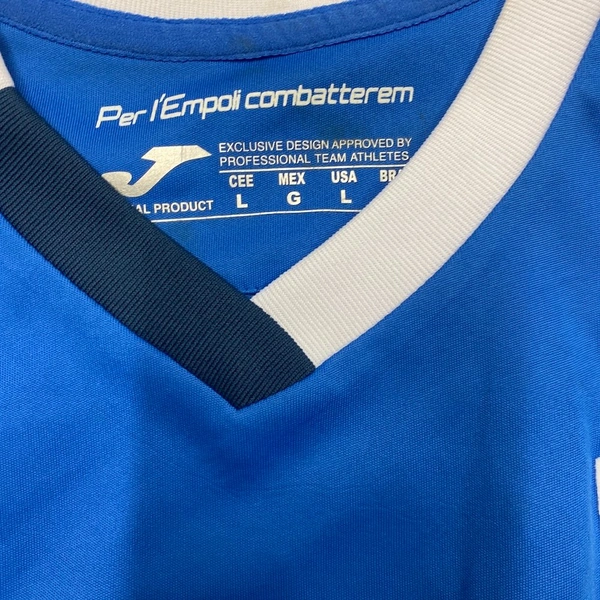 Per l'Empoli combatterem
EXCLUSIVE DESIGN APPROVED BY
PROFESSIONAL TEAM ATHLETES
CEE MEX USA
L G L
PRODUCT